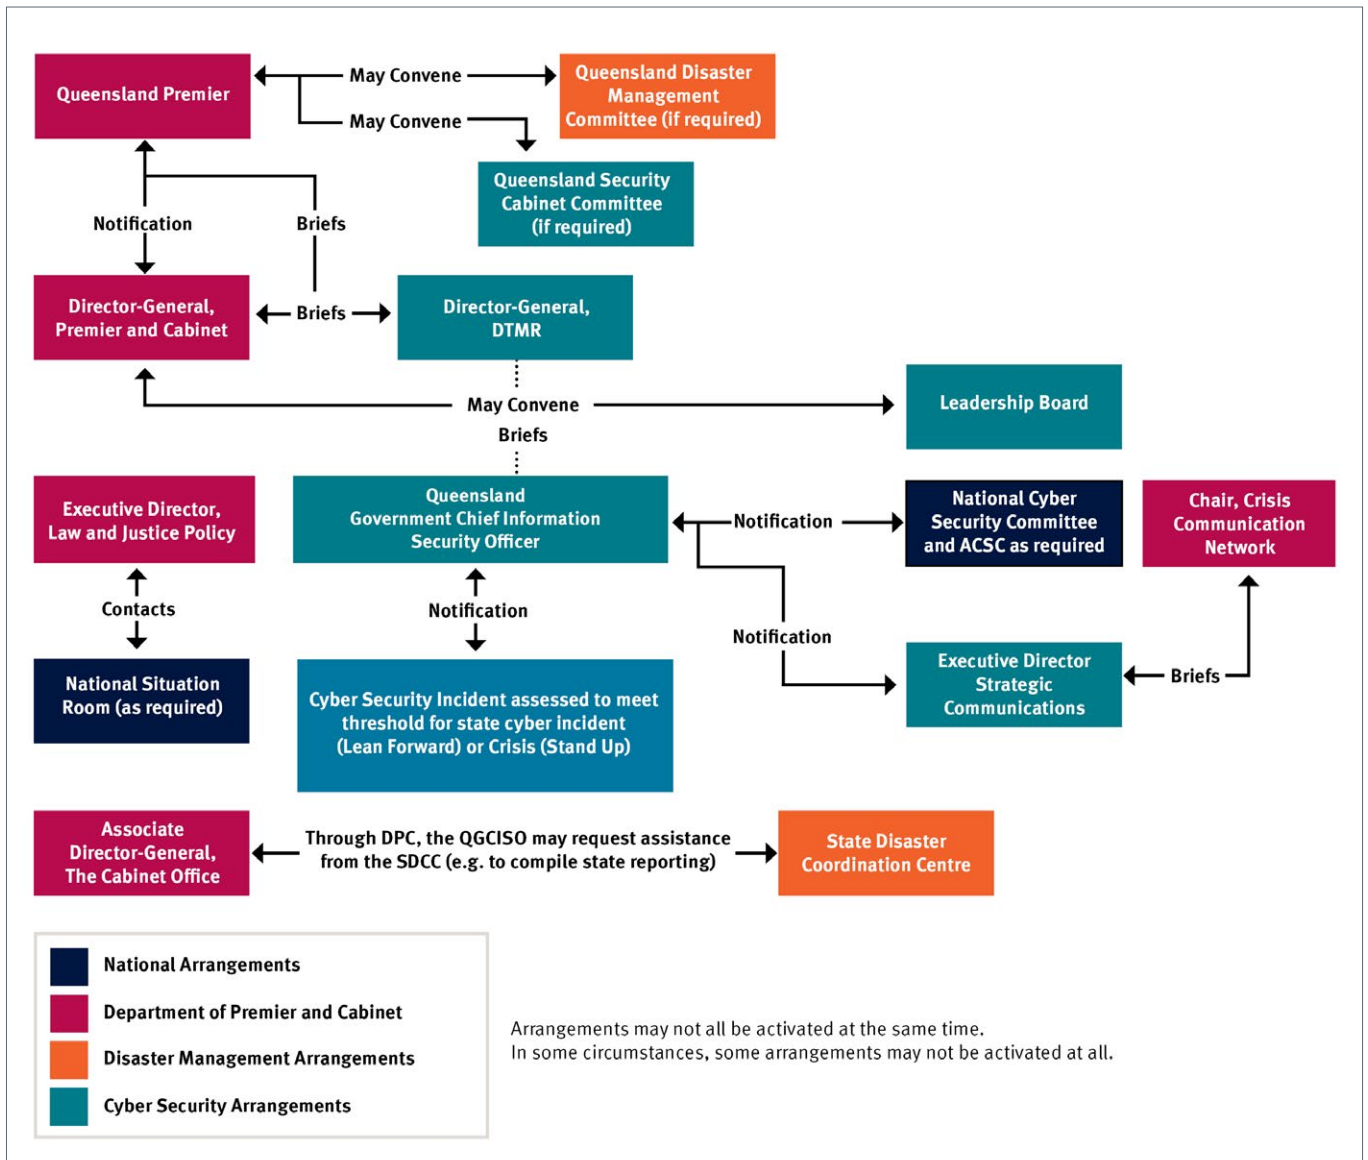 Queensland Premier
May Convene
Queensland Disaster
Management
Committee (if required)
May Convene
Queensland Security
Cabinet Committee
(if required)
Notification
Briefs
Director-General,
Premier and Cabinet
Briefs
Director-General,
DTMR
May Convene
Leadership Board
Briefs
Executive Director,
Law and Justice Policy
Queensland
Government Chief Information
Security Officer
Notification
National Cyber
Security Committee
and ACSC as required
Chair, Crisis
Communication
Network
Contacts
Notification
Notification
National Situation
Room (as required)
Cyber Security Incident assessed to meet
threshold for state cyber incident
(Lean Forward) or Crisis (Stand Up)
Executive Director
Strategic
Communications
Briefs
Associate
Director-General,
The Cabinet Office
Through DPC, the QGCISO may request assistance
from the SDCC (e.g. to compile state reporting)
State Disaster
Coordination Centre
National Arrangements
Department of Premier and Cabinet
Disaster Management Arrangements
Cyber Security Arrangements
Arrangements may not all be activated at the same time.
In some circumstances, some arrangements may not be activated at all.